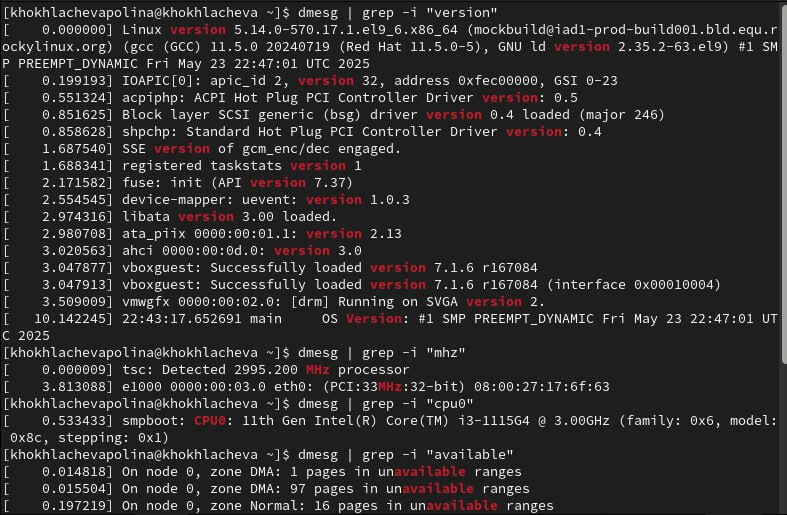 [khokhlachevapolina@khokhlacheva ~]$ dmesg | grep -i "version"
[    0.000000] Linux version 5.14.0-570.17.1.el9_6.x86_64 (mockbuild@iad1-prod-build001.bld.equ.r
ockylinux.org) (gcc (GCC) 11.5.0 20240719 (Red Hat 11.5.0-5), GNU ld version 2.35.2-63.el9) #1 SM
P PREEMPT_DYNAMIC Fri May 23 22:47:01 UTC 2025
[    0.199193] IOAPIC[0]: apic_id 2, version 32, address 0xfec00000, GSI 0-23
[    0.551324] acpiphp: ACPI Hot Plug PCI Controller Driver version: 0.5
[    0.851625] Block layer SCSI generic (bsg) driver version 0.4 loaded (major 246)
[    0.858628] shpchp: Standard Hot Plug PCI Controller Driver version: 0.4
[    1.687540] SSE version of gcm_enc/dec engaged.
[    1.688341] registered taskstats version 1
[    2.171582] fuse: init (API version 7.37)
[    2.554545] device-mapper: uevent: version 1.0.3
[    2.974316] libata version 3.00 loaded.
[    2.980708] ata_piix 0000:00:01.1: version 2.13
[    3.020563] ahci 0000:00:0d.0: version 3.0
[    3.047877] vboxguest: Successfully loaded version 7.1.6 r167084
[    3.047913] vboxguest: Successfully loaded version 7.1.6 r167084 (interface 0x00010004)
[    3.509009] vmwgfx 0000:00:02.0: [drm] Running on SVGA version 2.
[   10.142245] 22:43:17.652691 main     OS Version: #1 SMP PREEMPT_DYNAMIC Fri May 23 22:47:01 UT
C 2025
[khokhlachevapolina@khokhlacheva ~]$ dmesg | grep -i "mhz"
[    0.000009] tsc: Detected 2995.200 MHz processor
[    3.813088] e1000 0000:00:03.0 eth0: (PCI:33MHz:32-bit) 08:00:27:17:6f:63
[khokhlachevapolina@khokhlacheva ~]$ dmesg | grep -i "cpu0"
[    0.533433] smpboot: CPU0: 11th Gen Intel(R) Core(TM) i3-1115G4 @ 3.00GHz (family: 0x6, model:
 0x8c, stepping: 0x1)
[khokhlachevapolina@khokhlacheva ~]$ dmesg | grep -i "available"
[    0.014818] On node 0, zone DMA: 1 pages in unavailable ranges
[    0.015504] On node 0, zone DMA: 97 pages in unavailable ranges
[    0.197219] On node 0, zone Normal: 16 pages in unavailable ranges